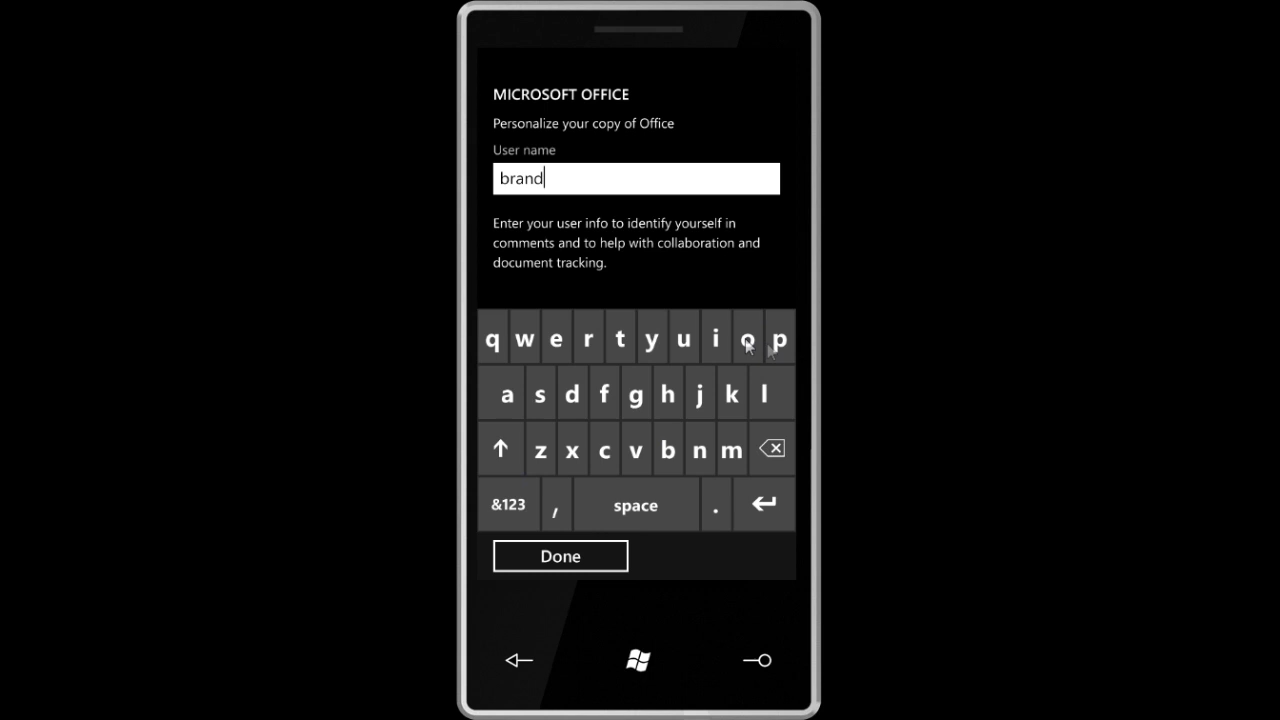 MICROSOFT OFFICE
Personalize your copy of Office
User name
brand
Enter your user info to identify yourself in
comments and to help with collaboration and
document tracking.
q w e r t y u i o p
a s d f g h j k l
z x c v b n m
&123 , space .
Done